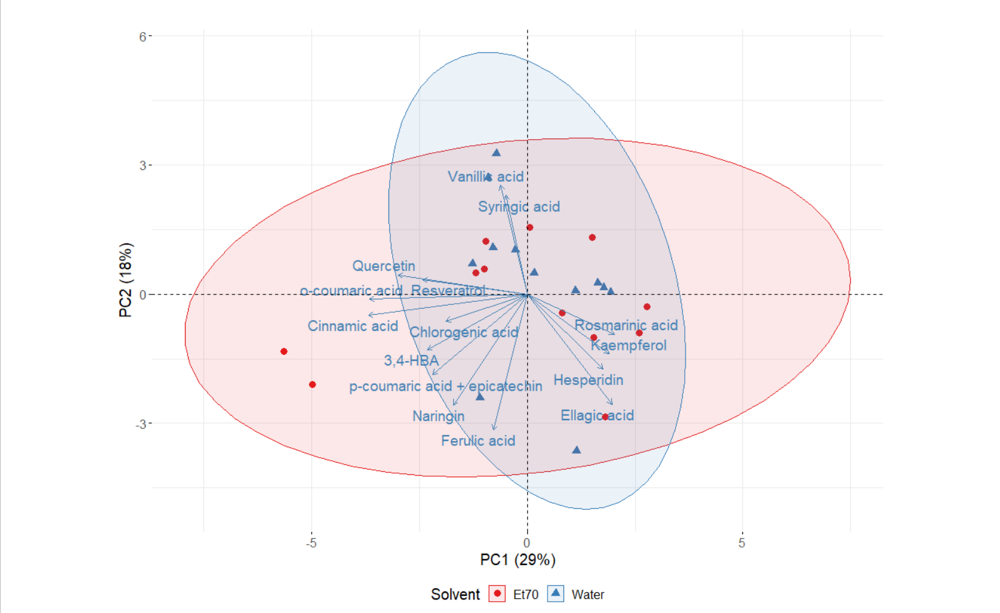 6
3
0
-3
PC2 (18%)
Vanillic acid
Syringic acid
Quercetin
o-coumaric acid
Resveratrol
Cinnamic acid
Chlorogenic acid
Rosmarinic acid
Kaempferol
3,4-HBA
Hesperidin
p-coumaric acid + epicatechin
Naringin
Ellagic acid
Ferulic acid
-5
0
5
PC1 (29%)
Solvent
Et70
Water